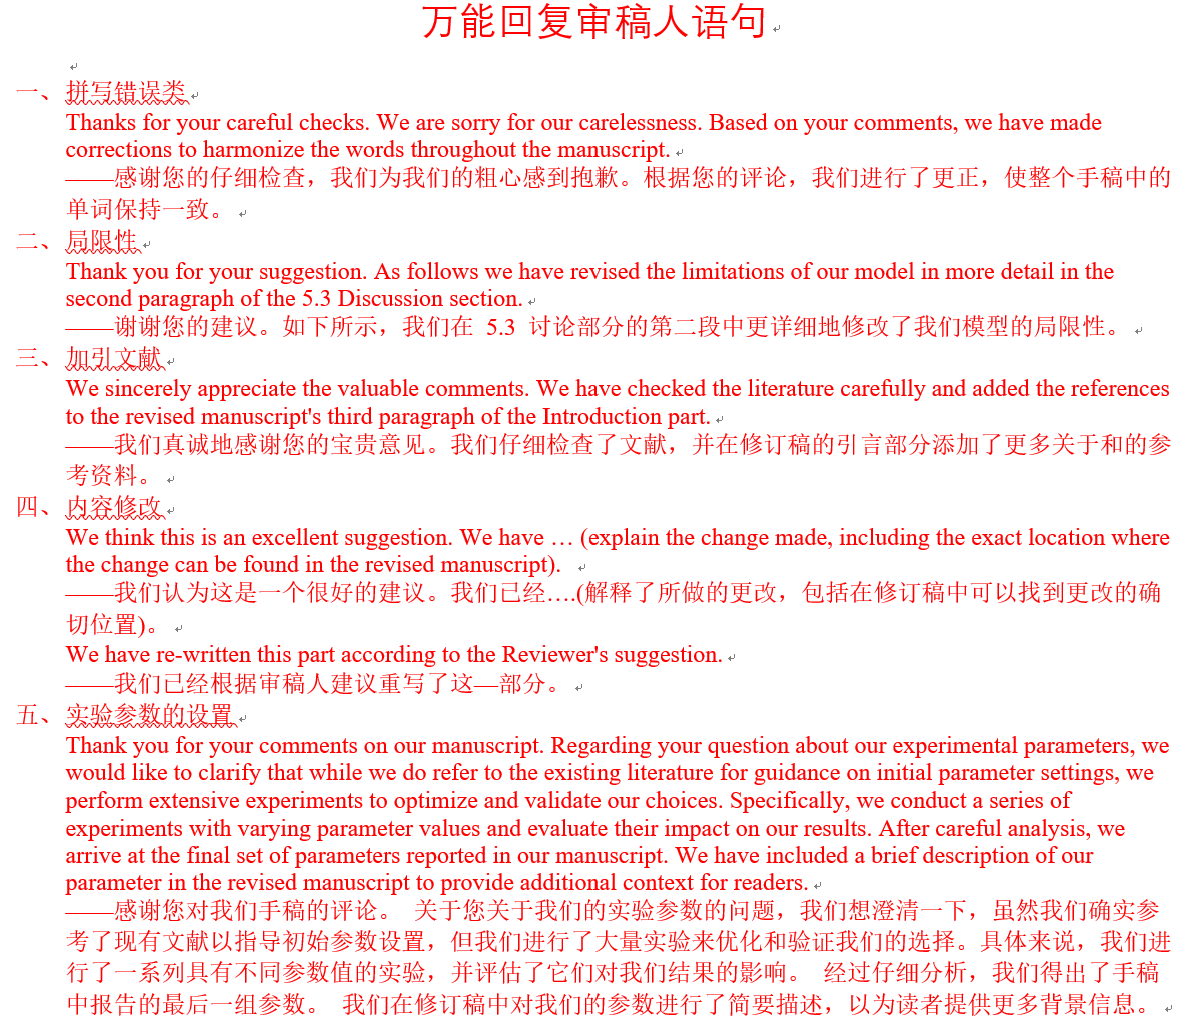 万能回复审稿人语句
一、拼写错误类
Thanks for your careful checks. We are sorry for our carelessness. Based on your comments, we have made
corrections to harmonize the words throughout the manuscript.
——感谢您的仔细检查，我们为我们的粗心感到抱歉。根据您的评论，我们进行了更正，使整个手稿中的
单词保持一致。
二、局限性
Thank you for your suggestion. As follows we have revised the limitations of our model in more detail in the
second paragraph of the 5.3 Discussion section.
——谢谢您的建议。如下所示，我们在 5.3 讨论部分的第二段中更详细地修改了我们模型的局限性。
三、加引文献
We sincerely appreciate the valuable comments. We have checked the literature carefully and added the references
to the revised manuscript's third paragraph of the Introduction part.
——我们真诚地感谢您的宝贵意见。我们仔细检查了文献，并在修订稿的引言部分添加了更多关于和的参
考资料。
四、内容修改
We think this is an excellent suggestion. We have … (explain the change made, including the exact location where
the change can be found in the revised manuscript).
——我们认为这是一个很好的建议。我们已经….(解释了所做的更改，包括在修订稿中可以找到更改的确
切位置)。
We have re-written this part according to the Reviewer's suggestion.
——我们已经根据审稿人建议重写了这—部分。
五、实验参数的设置
Thank you for your comments on our manuscript. Regarding your question about our experimental parameters, we
would like to clarify that while we do refer to the existing literature for guidance on initial parameter settings, we
perform extensive experiments to optimize and validate our choices. Specifically, we conduct a series of
experiments with varying parameter values and evaluate their impact on our results. After careful analysis, we
arrive at the final set of parameters reported in our manuscript. We have included a brief description of our
parameter in the revised manuscript to provide additional context for readers.
——感谢您对我们手稿的评论。 关于您关于我们的实验参数的问题，我们想澄清一下，虽然我们确实参
考了现有文献以指导初始参数设置，但我们进行了大量实验来优化和验证我们的选择。具体来说，我们进
行了一系列具有不同参数值的实验，并评估了它们对我们结果的影响。 经过仔细分析，我们得出了手稿
中报告的最后一组参数。 我们在修订稿中对我们的参数进行了简要描述，以为读者提供更多背景信息。